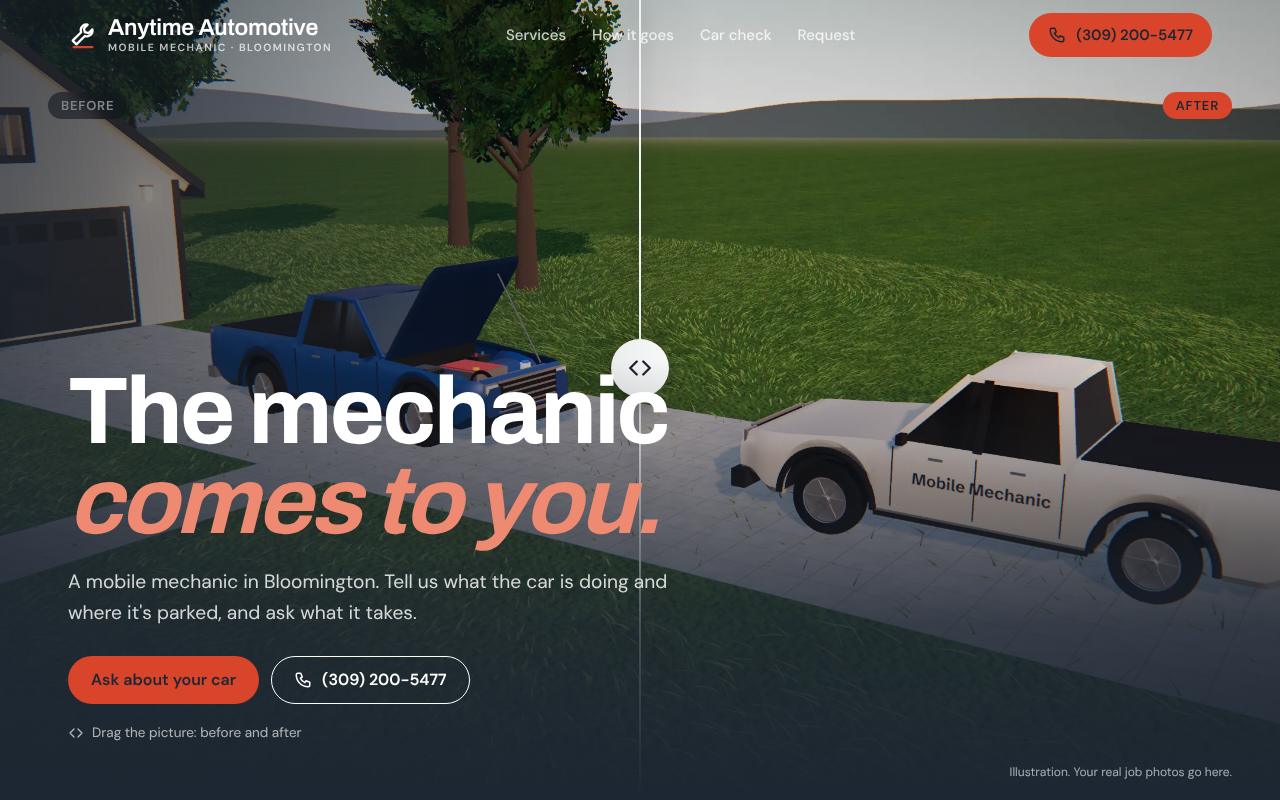 Anytime Automotive
MOBILE MECHANIC · BLOOMINGTON
Services How it goes Car check Request
(309) 200-5477
BEFORE
AFTER
The mechanic
comes to you.
Mobile Mechanic
A mobile mechanic in Bloomington. Tell us what the car is doing and
where it's parked, and ask what it takes.
Ask about your car
(309) 200-5477
Drag the picture: before and after
Illustration. Your real job photos go here.